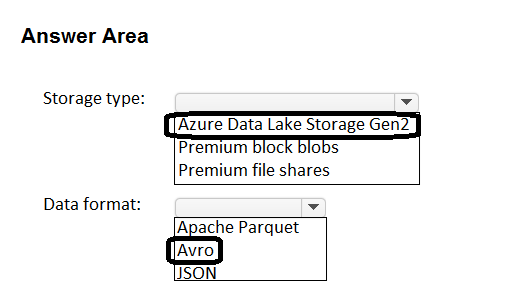 Answer Area
Storage type:
Azure Data Lake Storage Gen2
Premium block blobs
Premium file shares
Data format:
Apache Parquet
Avro
JSON